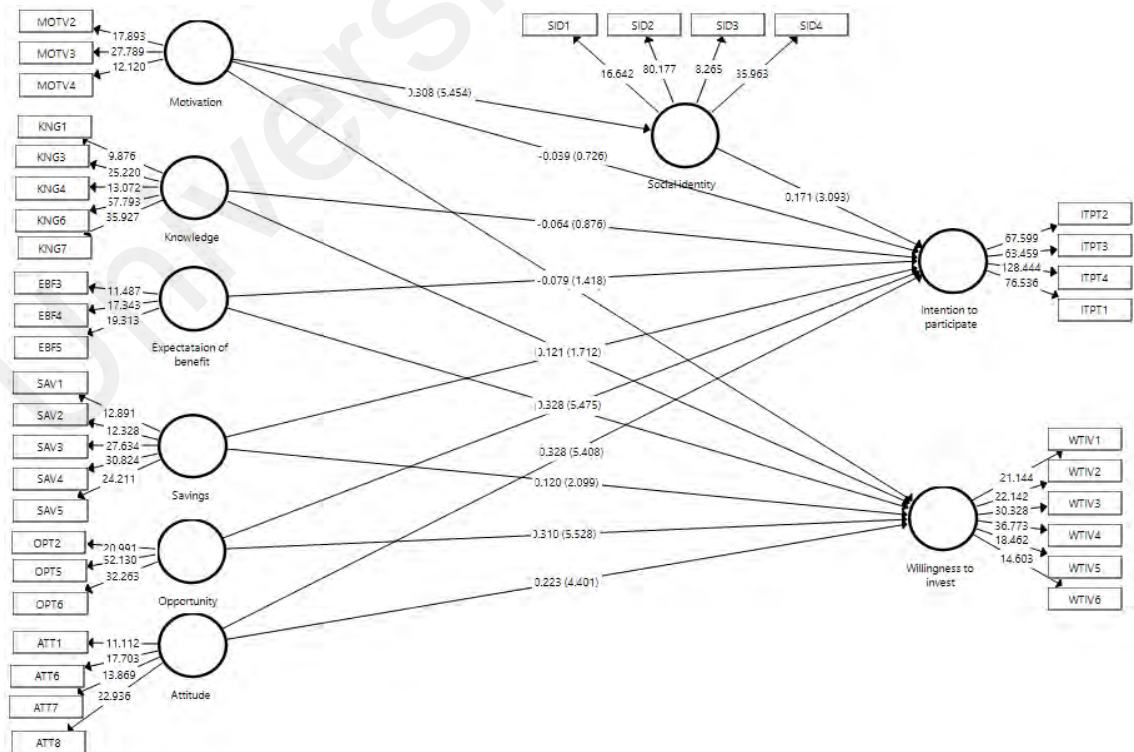 Univers
MOTV2
MOTV3
MOTV4
17.893
27.789
12.120
Motivation
SID1
SID2
SID3
SID4
16.642
80.177
8.265
35.963
Social identity
0.308 (5.454)
-0.039 (0.726)
0.171 (3.093)
KNG1
KNG3
KNG4
KNG6
KNG7
9.876
25.220
13.072
57.793
35.927
Knowledge
-0.064 (0.876)
-0.079 (1.418)
ITPT2
ITPT3
ITPT4
ITPT1
67.599
63.459
128.444
76.536
Intention to
participate
EBF3
EBF4
EBF5
11.487
17.343
19.313
Expectataion of
benefit
0.121 (1.712)
0.328 (5.475)
0.328 (5.408)
SAV1
SAV2
SAV3
SAV4
SAV5
12.891
12.328
27.634
30.824
24.211
Savings
0.120 (2.099)
0.310 (5.528)
0.223 (4.401)
WTIV1
WTIV2
WTIV3
WTIV4
WTIV5
WTIV6
21.144
22.142
30.328
36.773
18.462
14.603
Willingness to
invest
OPT2
OPT5
OPT6
20.991
52.130
32.263
Opportunity
ATT1
ATT6
ATT7
ATT8
11.112
17.703
13.869
22.936
Attitude